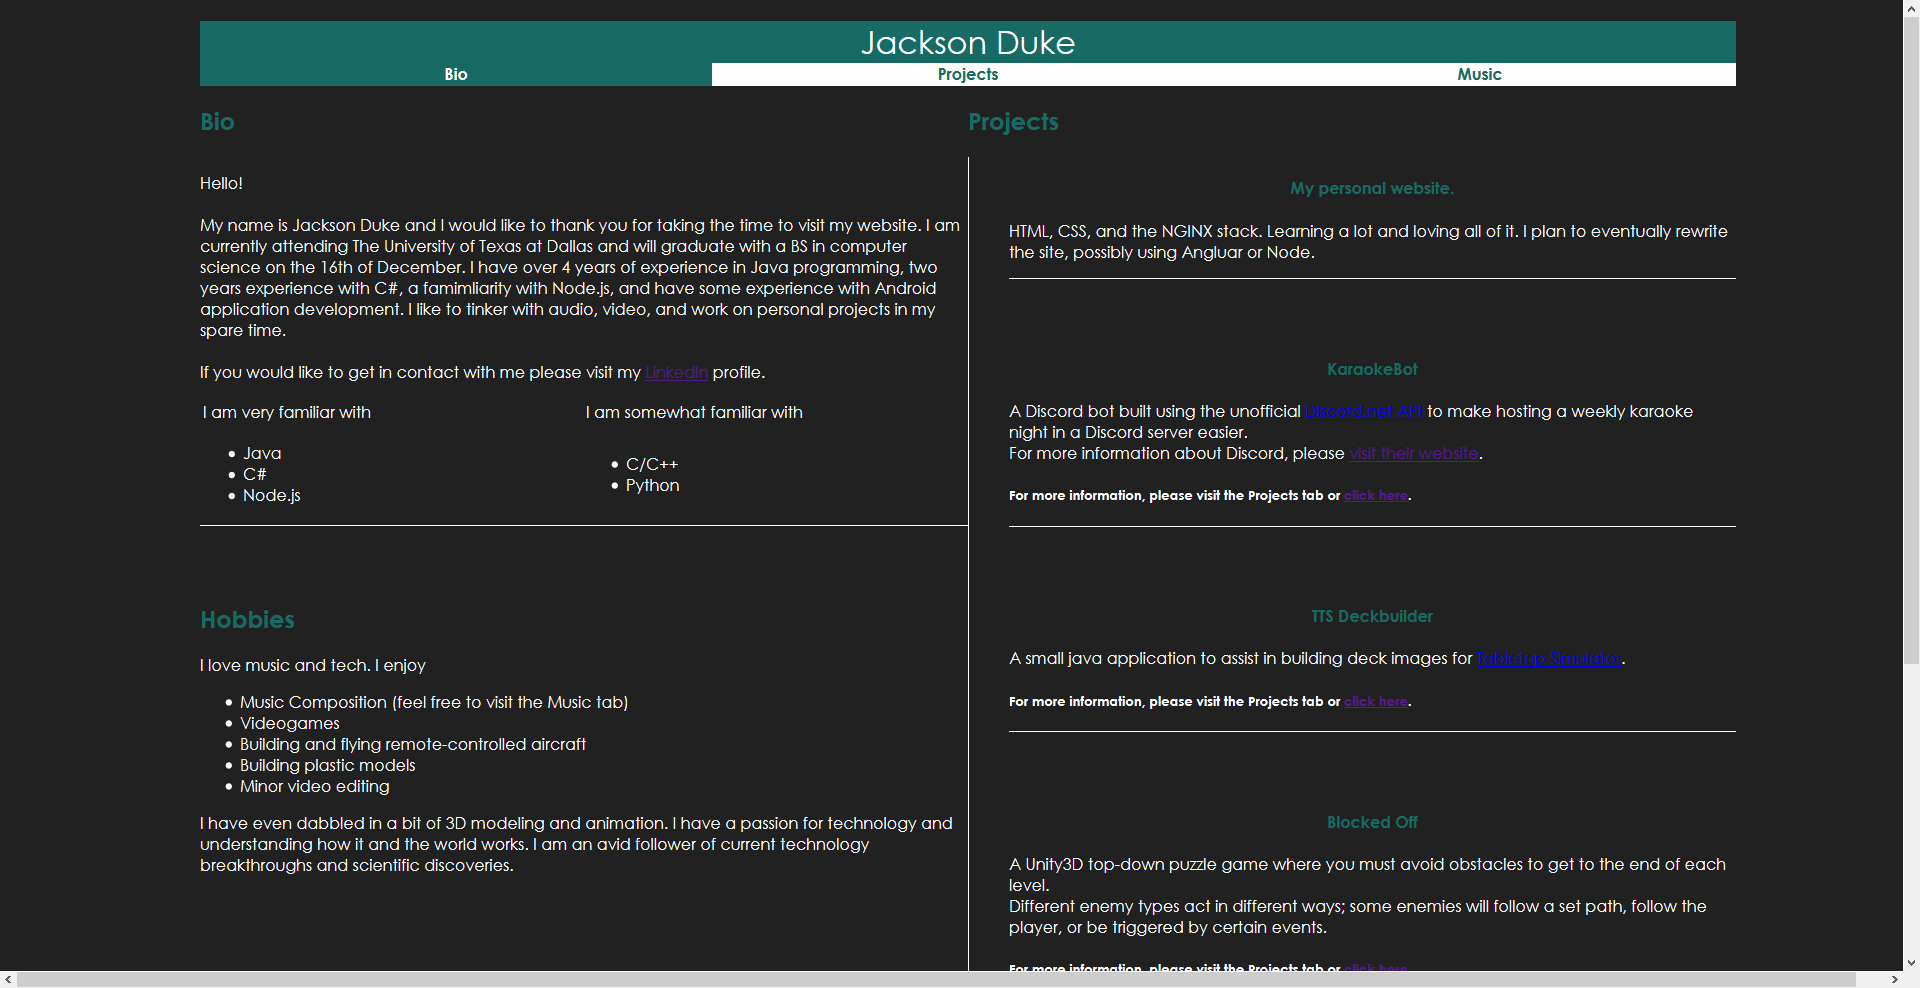 Jackson Duke
Bio
Projects
Music
Bio
Hello!
My name is Jackson Duke and I would like to thank you for taking the time to visit my website. I am
currently attending The University of Texas at Dallas and will graduate with a BS in computer
science on the 16th of December. I have over 4 years of experience in Java programming, two
years experience with C#, a famimliarity with Node.js, and have some experience with Android
application development. I like to tinker with audio, video, and work on personal projects in my
spare time.
If you would like to get in contact with me please visit my LinkedIn profile.
I am very familiar with
Java
C#
Node.js
I am somewhat familiar with
C/C++
Python
Hobbies
I love music and tech. I enjoy
Music Composition (feel free to visit the Music tab)
Videogames
Building and flying remote-controlled aircraft
Building plastic models
Minor video editing
I have even dabbled in a bit of 3D modeling and animation. I have a passion for technology and
understanding how it and the world works. I am an avid follower of current technology
breakthroughs and scientific discoveries.
Projects
My personal website.
HTML, CSS, and the NGINX stack. Learning a lot and loving all of it. I plan to eventually rewrite
the site, possibly using Angluar or Node.
KaraokeBot
A Discord bot built using the unofficial Discord.net API to make hosting a weekly karaoke
night in a Discord server easier.
For more information about Discord, please visit their website.
For more information, please visit the Projects tab or click here.
TTS Deckbuilder
A small java application to assist in building deck images for Tabletop Simulator.
For more information, please visit the Projects tab or click here.
Blocked Off
A Unity3D top-down puzzle game where you must avoid obstacles to get to the end of each
level.
Different enemy types act in different ways; some enemies will follow a set path, follow the
player, or be triggered by certain events.
For more information, please visit the Projects tab or click here.